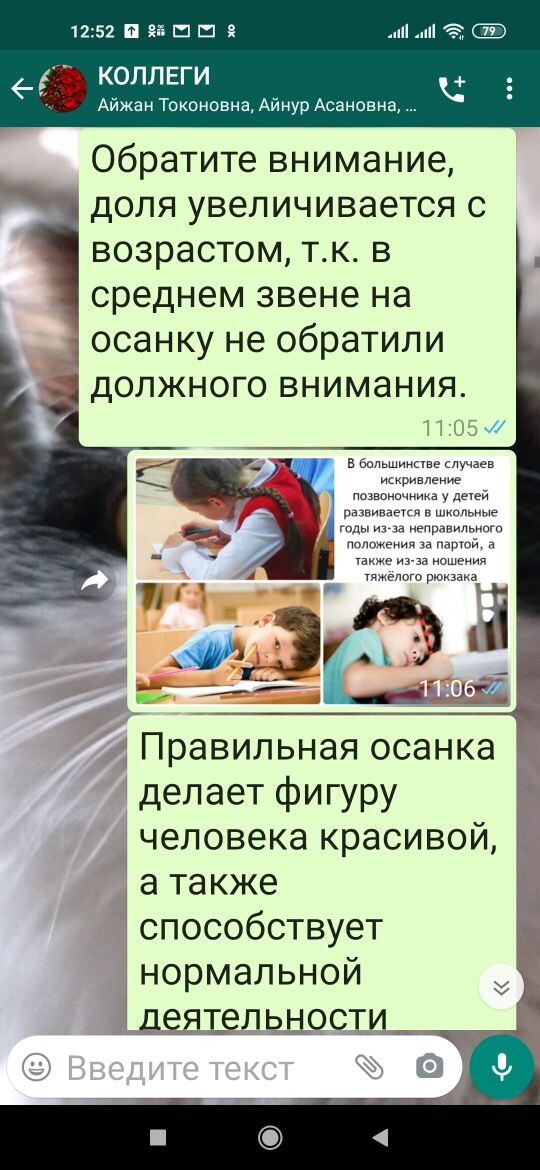 12:52
79
КОЛЛЕГИ
Айжан Токоновна, Айнур Асановна, ...
Обратите внимание,
доля увеличивается с
возрастом, т.к. в
среднем звене на
осанку не обратили
должного внимания.
11:05
В большинстве случаев
искривление
позвоночника у детей
развивается в школьные
годы из-за неправильного
положения за партой, а
также из-за ношения
тяжёлого рюкзака
11:06
Правильная осанка
делает фигуру
человека красивой,
а также
способствует
нормальной
деятельности
Введите текст